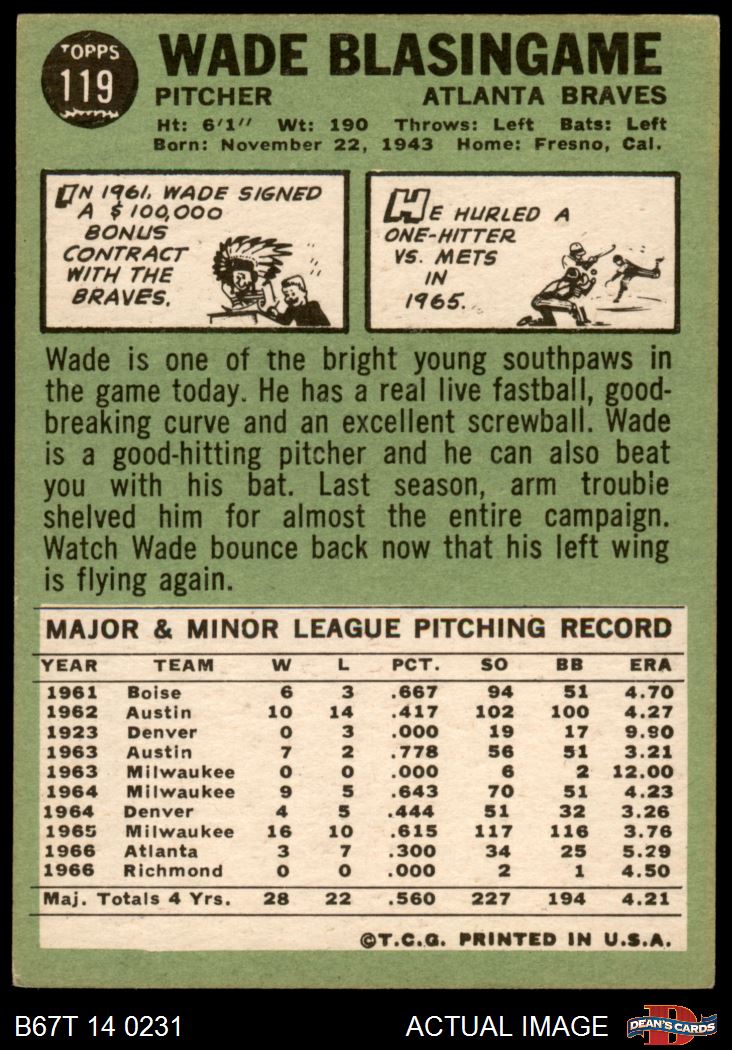 TOPPS
119
WADE BLASINGAME
PITCHER ATLANTA BRAVES
Ht: 6'1" Wt: 190 Throws: Left Bats: Left
Born: November 22, 1943 Home: Fresno, Cal.
IN 1961, WADE SIGNED
A $100,000
BONUS
CONTRACT
WITH THE
BRAVES.
HE HURLED A
ONE-HITTER
VS. METS
IN
1965.
Wade is one of the bright young southpaws in
the game today. He has a real live fastball, good-
breaking curve and an excellent screwball. Wade
is a good-hitting pitcher and he can also beat
you with his bat. Last season, arm trouble
shelved him for almost the entire campaign.
Watch Wade bounce back now that his left wing
is flying again.
MAJOR & MINOR LEAGUE PITCHING RECORD
YEAR TEAM W L PCT. SO BB ERA
1961 Boise 6 3 .667 94 51 4.70
1962 Austin 10 14 .417 102 100 4.27
1923 Denver 0 3 .000 19 17 9.90
1963 Austin 7 2 .778 56 51 3.21
1963 Milwaukee 0 0 .000 6 2 12.00
1964 Milwaukee 9 5 .643 70 51 4.23
1964 Denver 4 5 .444 51 32 3.26
1965 Milwaukee 16 10 .615 117 116 3.76
1966 Atlanta 3 7 .300 34 25 5.29
1966 Richmond 0 0 .000 2 1 4.50
Maj. Totals 4 Yrs. 28 22 .560 227 194 4.21
©T.C.G. PRINTED IN U.S.A.
B67T 14 0231 ACTUAL IMAGE
D
DEAN'S CARDS